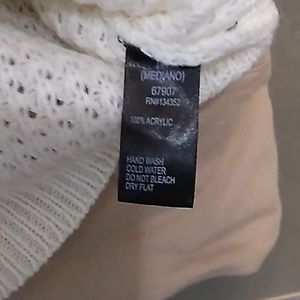 (MEDIANO)
67907
RN#134352
100% ACRYLIC
HAND WASH
COLD WATER
DO NOT BLEACH
DRY FLAT